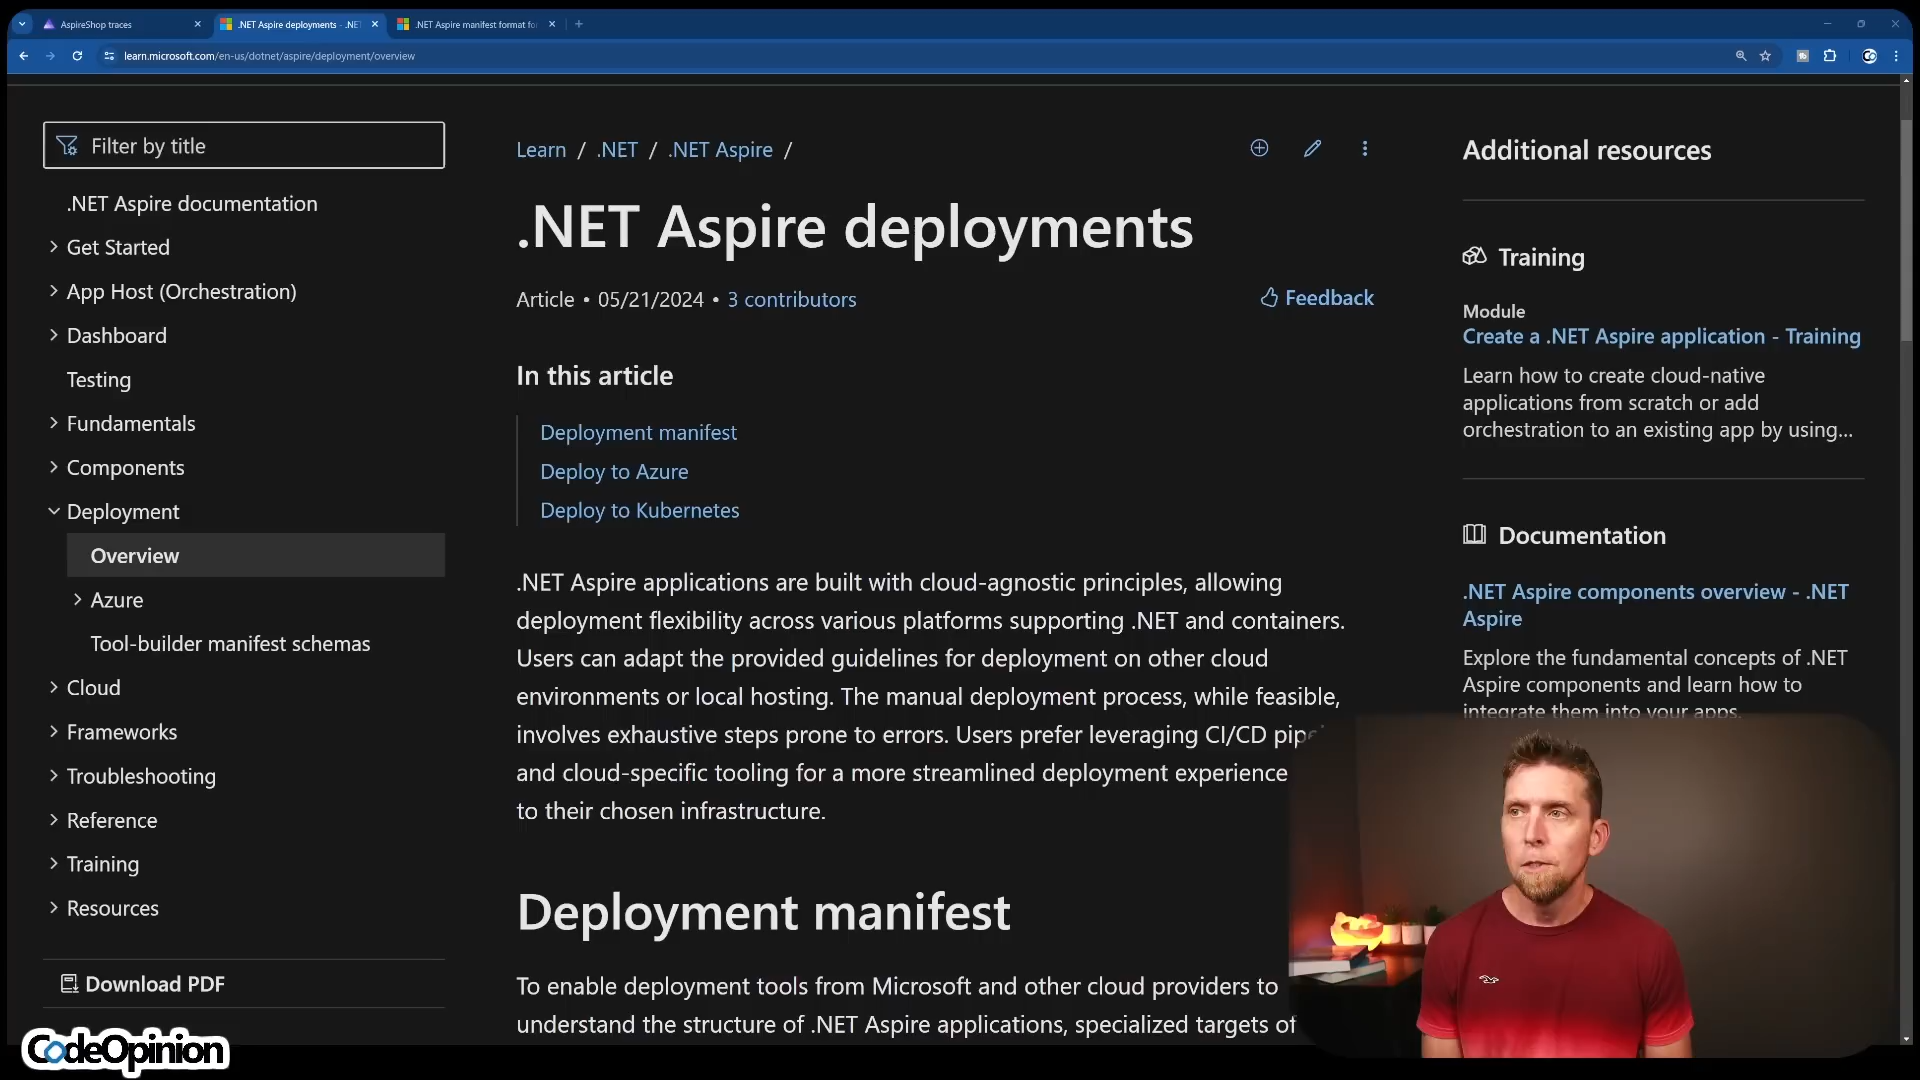 AspireShop traces
.NET Aspire deployments - .NET
.NET Aspire manifest format for
learn.microsoft.com/en-us/dotnet/aspire/deployment/overview
Filter by title
.NET Aspire documentation
Get Started
App Host (Orchestration)
Dashboard
Testing
Fundamentals
Components
Deployment
Overview
Azure
Tool-builder manifest schemas
Cloud
Frameworks
Troubleshooting
Reference
Training
Resources
Download PDF
Learn / .NET / .NET Aspire /
.NET Aspire deployments
Article • 05/21/2024 • 3 contributors
Feedback
In this article
Deployment manifest
Deploy to Azure
Deploy to Kubernetes
.NET Aspire applications are built with cloud-agnostic principles, allowing
deployment flexibility across various platforms supporting .NET and containers.
Users can adapt the provided guidelines for deployment on other cloud
environments or local hosting. The manual deployment process, while feasible,
involves exhaustive steps prone to errors. Users prefer leveraging CI/CD pipe
and cloud-specific tooling for a more streamlined deployment experience
to their chosen infrastructure.
Deployment manifest
To enable deployment tools from Microsoft and other cloud providers to
understand the structure of .NET Aspire applications, specialized targets of
Additional resources
Training
Module
Create a .NET Aspire application - Training
Learn how to create cloud-native
applications from scratch or add
orchestration to an existing app by using...
Documentation
.NET Aspire components overview - .NET
Aspire
Explore the fundamental concepts of .NET
Aspire components and learn how to
integrate them into your apps.
CodeOpinion